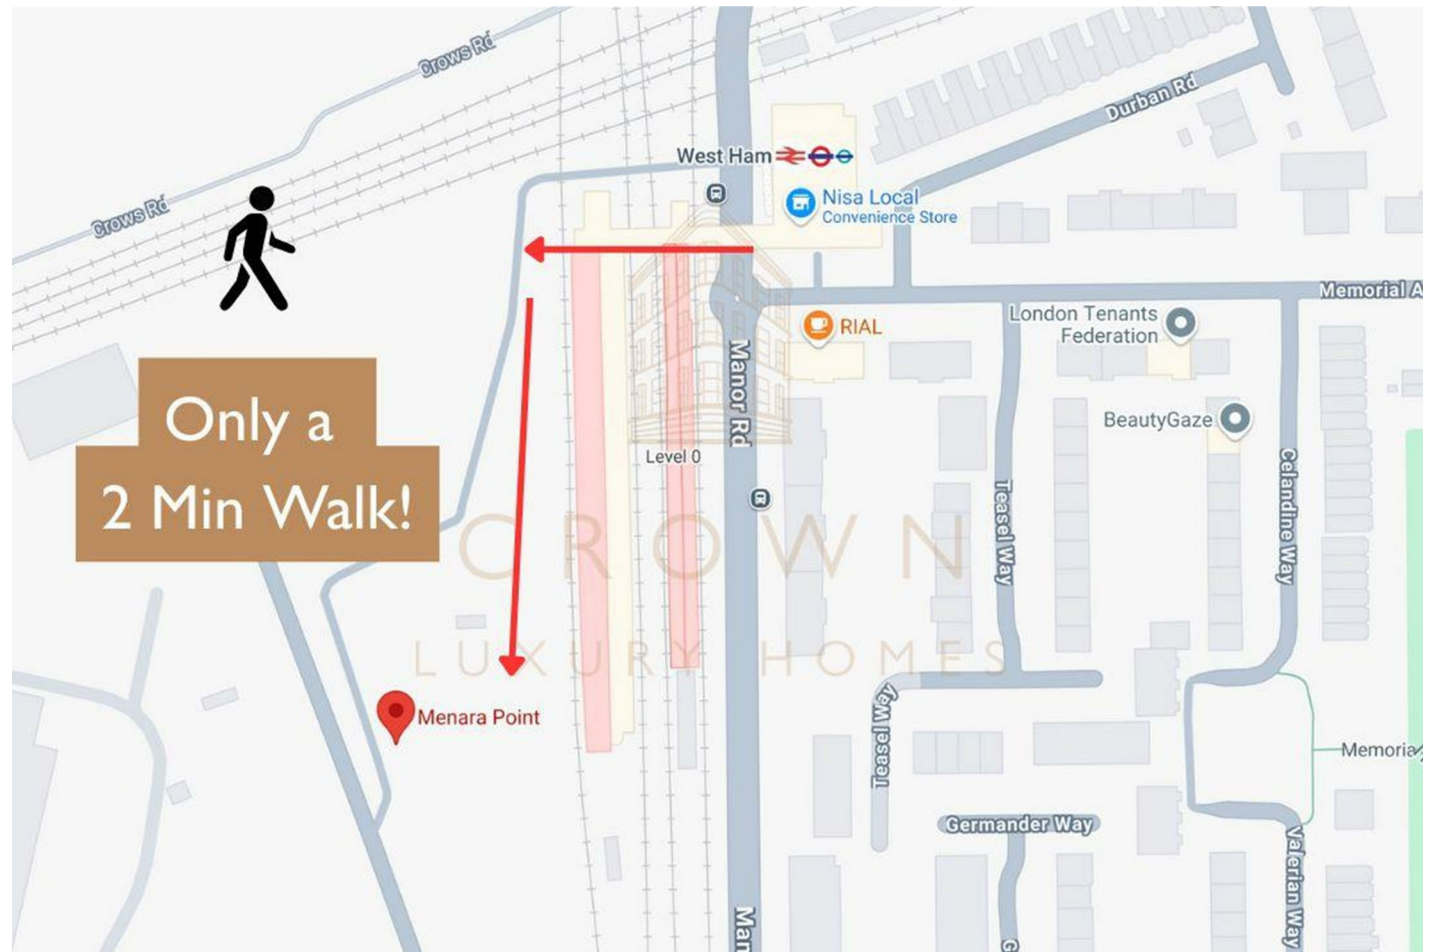 Crows Rd
Durban Rd
West Ham
Nisa Local
Convenience Store
Crows Rd
Memorial A
London Tenants
Federation
RIAL
Manor Rd
Only a
2 Min Walk!
BeautyGaze
Level 0
Celandine Way
Teasel Way
CROWN
LUXURY HOMES
Teasel Way
Menara Point
Memoria
Germander Way
Valerian Way
Man
G